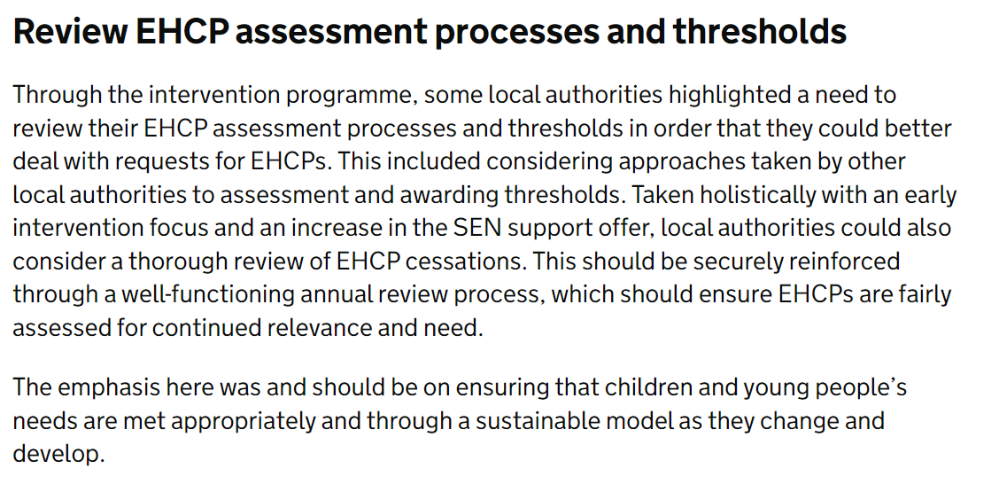 Review EHCP assessment processes and thresholds
Through the intervention programme, some local authorities highlighted a need to
review their EHCP assessment processes and thresholds in order that they could better
deal with requests for EHCPs. This included considering approaches taken by other
local authorities to assessment and awarding thresholds. Taken holistically with an early
intervention focus and an increase in the SEN support offer, local authorities could also
consider a thorough review of EHCP cessations. This should be securely reinforced
through a well-functioning annual review process, which should ensure EHCPs are fairly
assessed for continued relevance and need.
The emphasis here was and should be on ensuring that children and young people’s
needs are met appropriately and through a sustainable model as they change and
develop.